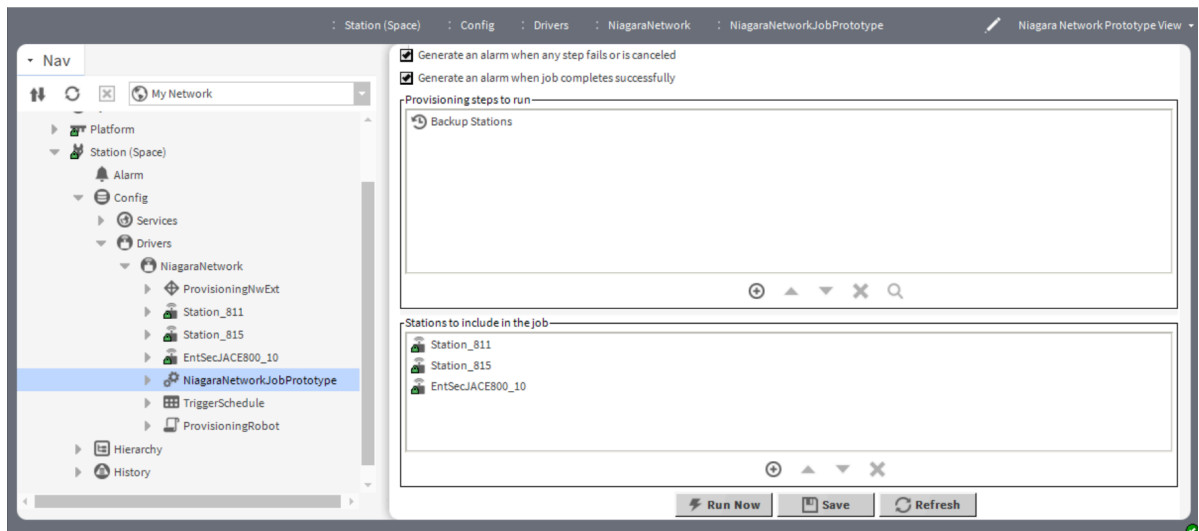 : Station (Space) : Config : Drivers : NiagaraNetwork : NiagaraNetworkJobPrototype Niagara Network Prototype View
Nav
My Network
Platform
Station (Space)
Alarm
Config
Services
Drivers
NiagaraNetwork
ProvisioningNwExt
Station_811
Station_815
EntSecJACE800_10
NiagaraNetworkJobPrototype
TriggerSchedule
ProvisioningRobot
Hierarchy
History
Generate an alarm when any step fails or is canceled
Generate an alarm when job completes successfully
Provisioning steps to run
Backup Stations
Stations to include in the job
Station_811
Station_815
EntSecJACE800_10
Run Now Save Refresh